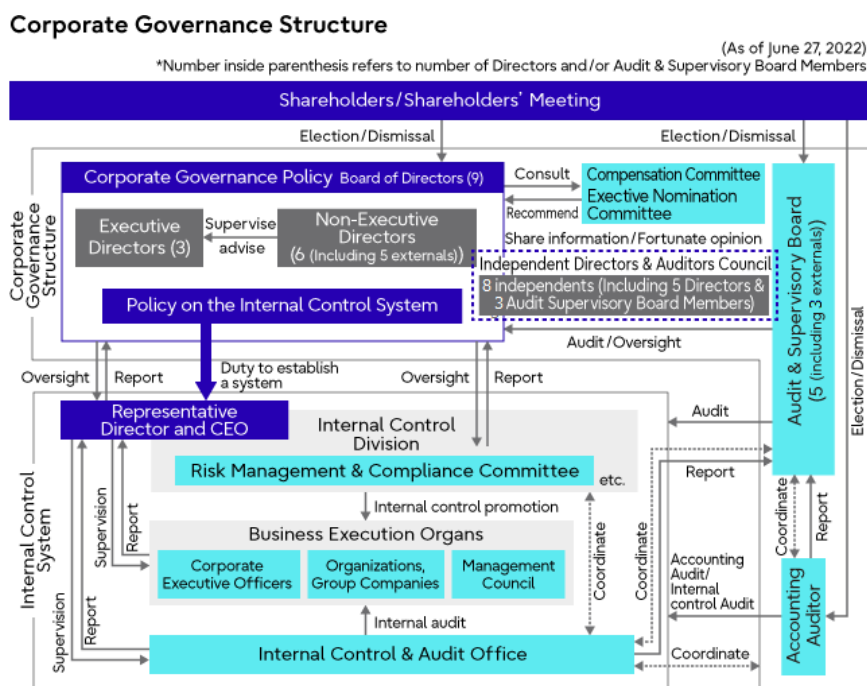 Corporate Governance Structure
(As of June 27, 2022)
*Number inside parenthesis refers to number of Directors and/or Audit & Supervisory Board Members
Shareholders/Shareholders' Meeting
Election/Dismissal
Election/Dismissal
Corporate Governance Structure
Corporate Governance Policy Board of Directors (9)
Consult
Recommend
Compensation Committee
Exective Nomination
Committee
Executive
Directors (3)
Supervise
advise
Non-Executive
Directors
(6 (Including 5 externals))
Share information/Fortunate opinion
Independent Directors & Auditors Council
8 independents (Including 5 Directors &
3 Audit Supervisory Board Members)
Policy on the Internal Control System
Audit/Oversight
Audit & Supervisory Board
(5 (including 3 externals)
Election/Dismissal
Oversight
Report
Duty to establish
a system
Oversight
Report
Internal Control
System
Representative
Director and CEO
Internal Control
Division
Risk Management & Compliance Committee
etc.
Audit
Report
Supervision
Report
Internal control promotion
Coordinate
Coordinate
Coordinate
Report
Business Execution Organs
Corporate
Executive Officers
Organizations,
Group Companies
Management
Council
Accounting
Audit/
Internal
control Audit
Accounting
Auditor
Supervision
Report
Internal audit
Internal Control & Audit Office
Coordinate